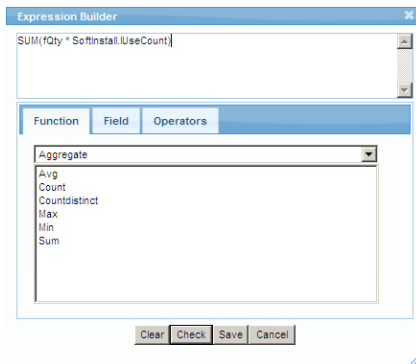 Expression Builder
SUM(fQty * SoftInstall.lUseCount)
Function Field Operators
Aggregate
Avg
Count
Countdistinct
Max
Min
Sum
Clear Check Save Cancel